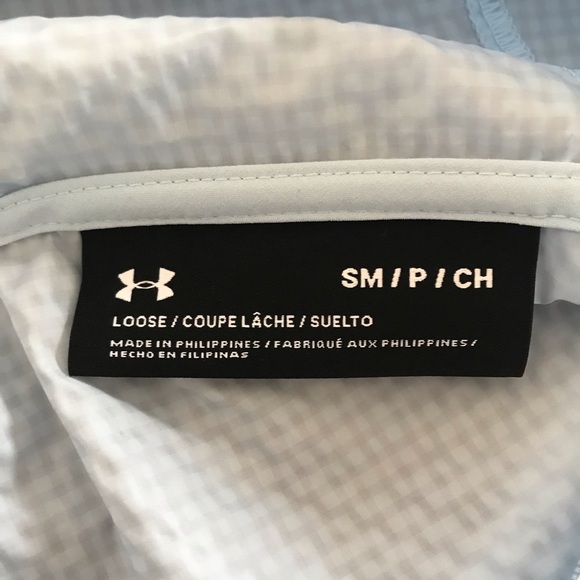 SM / P / CH
LOOSE / COUPE LÂCHE / SUELTO
MADE IN PHILIPPINES / FABRIQUÉ AUX PHILIPPINES /
HECHO EN FILIPINAS